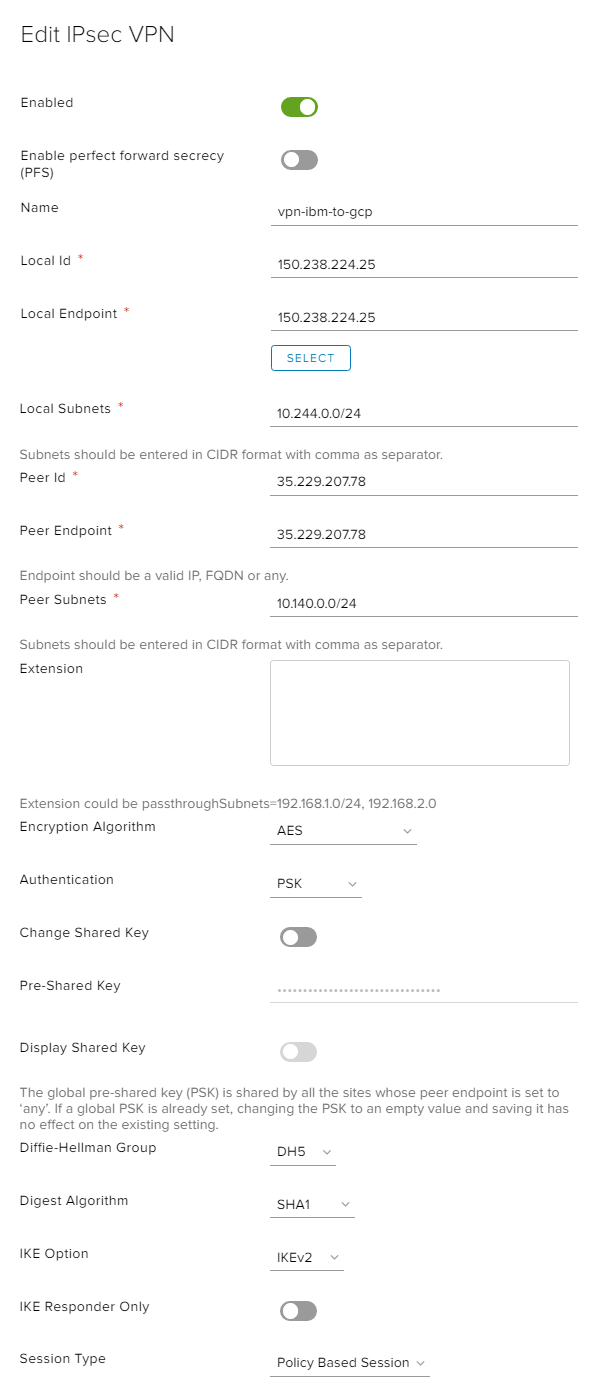 Edit IPsec VPN
Enabled
Enable perfect forward secrecy
(PFS)
Name
vpn-ibm-to-gcp
Local Id *
150.238.224.25
Local Endpoint *
150.238.224.25
SELECT
Local Subnets *
10.244.0.0/24
Subnets should be entered in CIDR format with comma as separator.
Peer Id *
35.229.207.78
Peer Endpoint *
35.229.207.78
Endpoint should be a valid IP, FQDN or any.
Peer Subnets *
10.140.0.0/24
Subnets should be entered in CIDR format with comma as separator.
Extension
Extension could be passthroughSubnets=192.168.1.0/24, 192.168.2.0
Encryption Algorithm
AES
Authentication
PSK
Change Shared Key
Pre-Shared Key
Display Shared Key
The global pre-shared key (PSK) is shared by all the sites whose peer endpoint is set to
‘any’. If a global PSK is already set, changing the PSK to an empty value and saving it has
no effect on the existing setting.
Diffie-Hellman Group
DH5
Digest Algorithm
SHA1
IKE Option
IKEv2
IKE Responder Only
Session Type
Policy Based Session